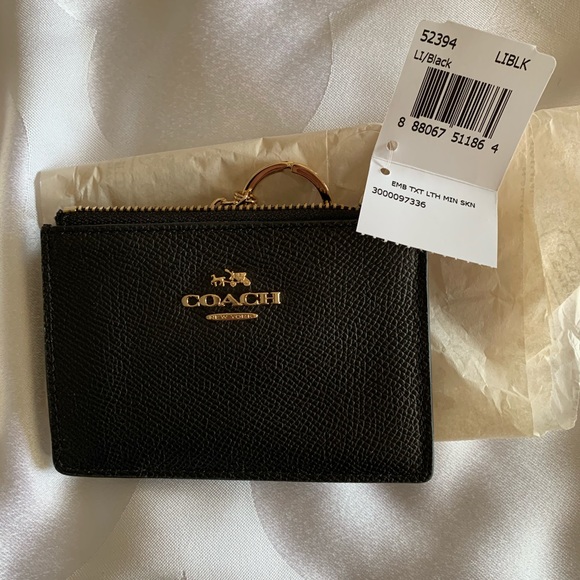 52394 LIBLK
LI/Black
8 88067 51186 4
EMB TXT LTH MIN SKN
3000097336
COACH
NEW YORK